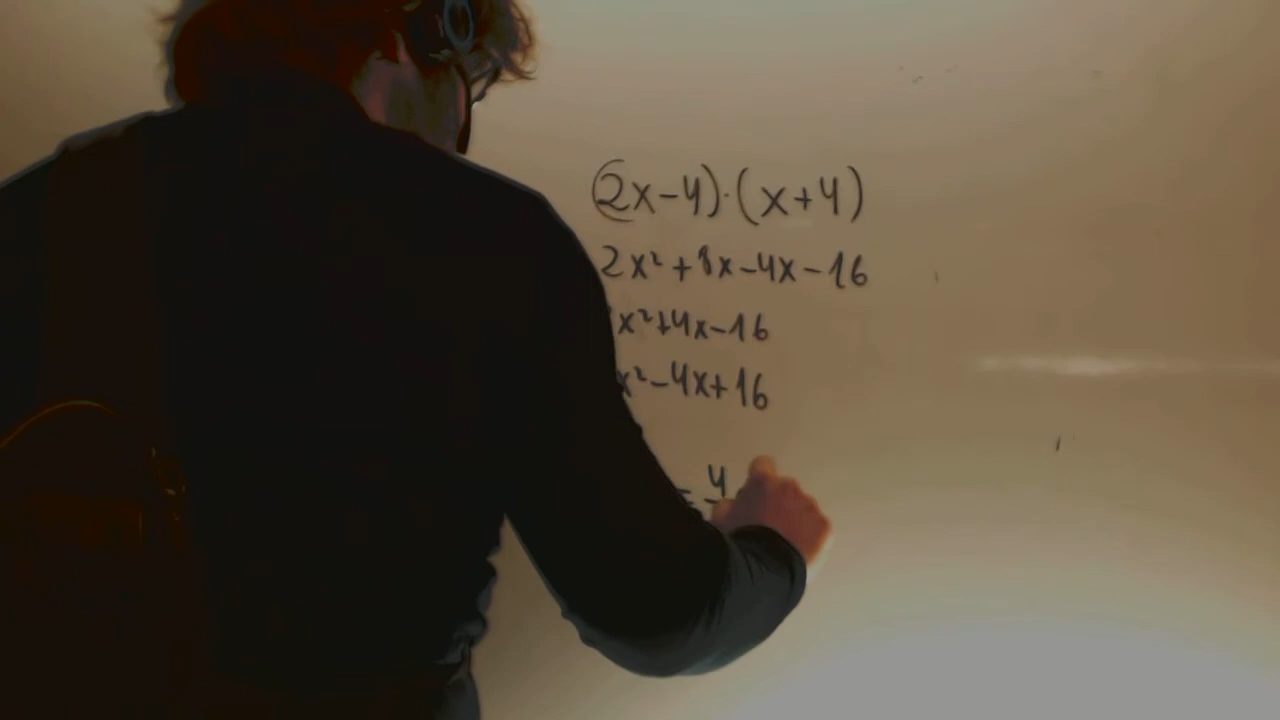 (2x-4)·(x+4)
2x²+8x-4x-16
x²+4x-16
x²-4x+16
= 4